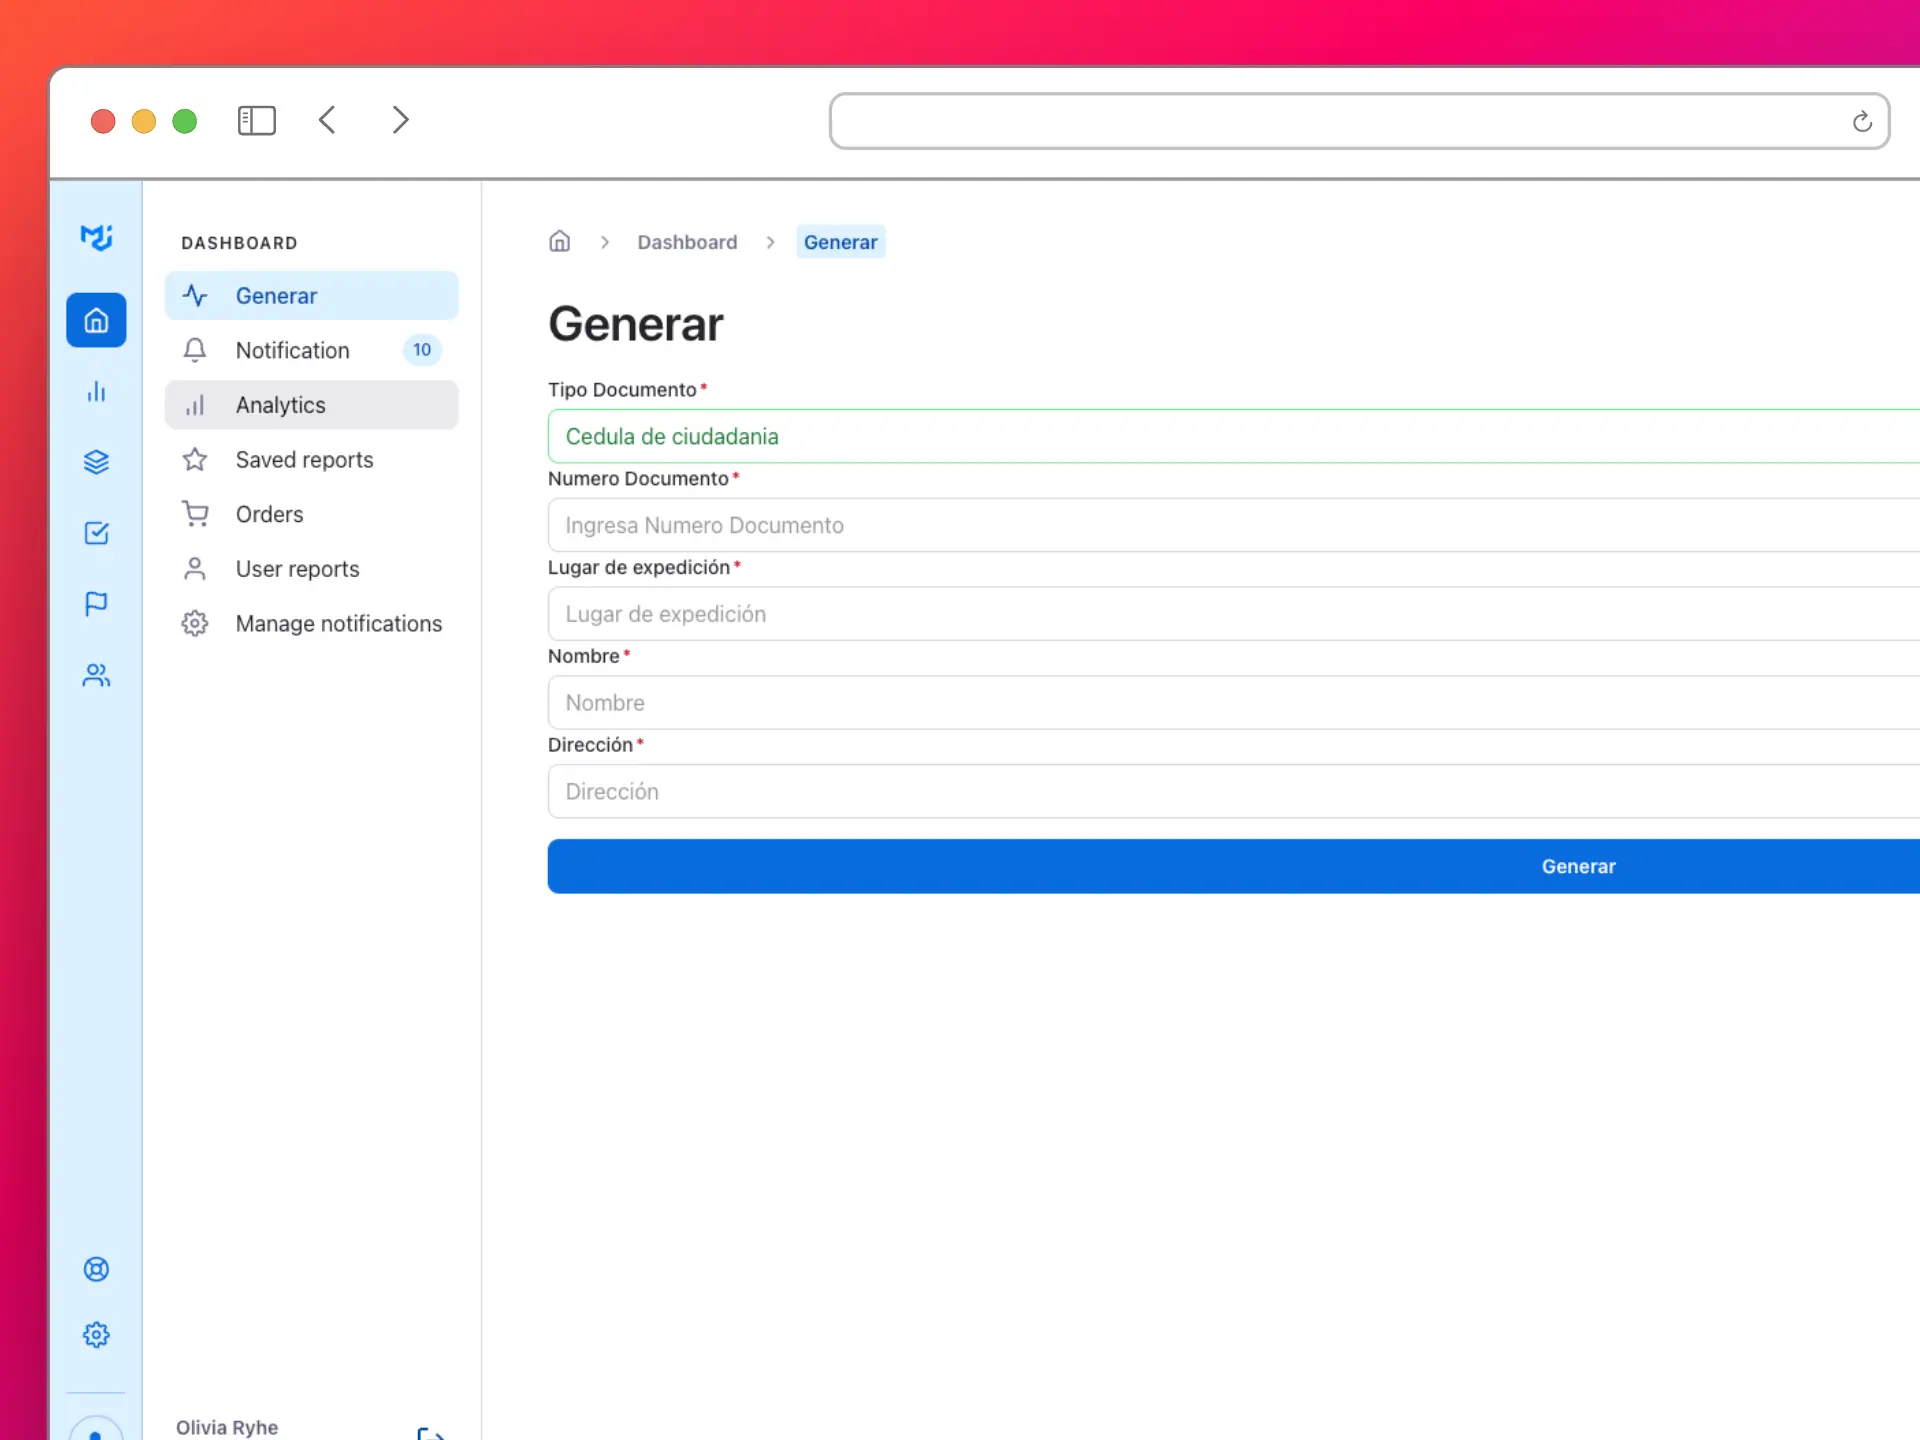 DASHBOARD
Generar
Notification 10
Analytics
Saved reports
Orders
User reports
Manage notifications
Olivia Ryhe
Dashboard Generar
Generar
Tipo Documento*
Cedula de ciudadania
Numero Documento*
Ingresa Numero Documento
Lugar de expedición*
Lugar de expedición
Nombre*
Nombre
Dirección*
Dirección
Generar